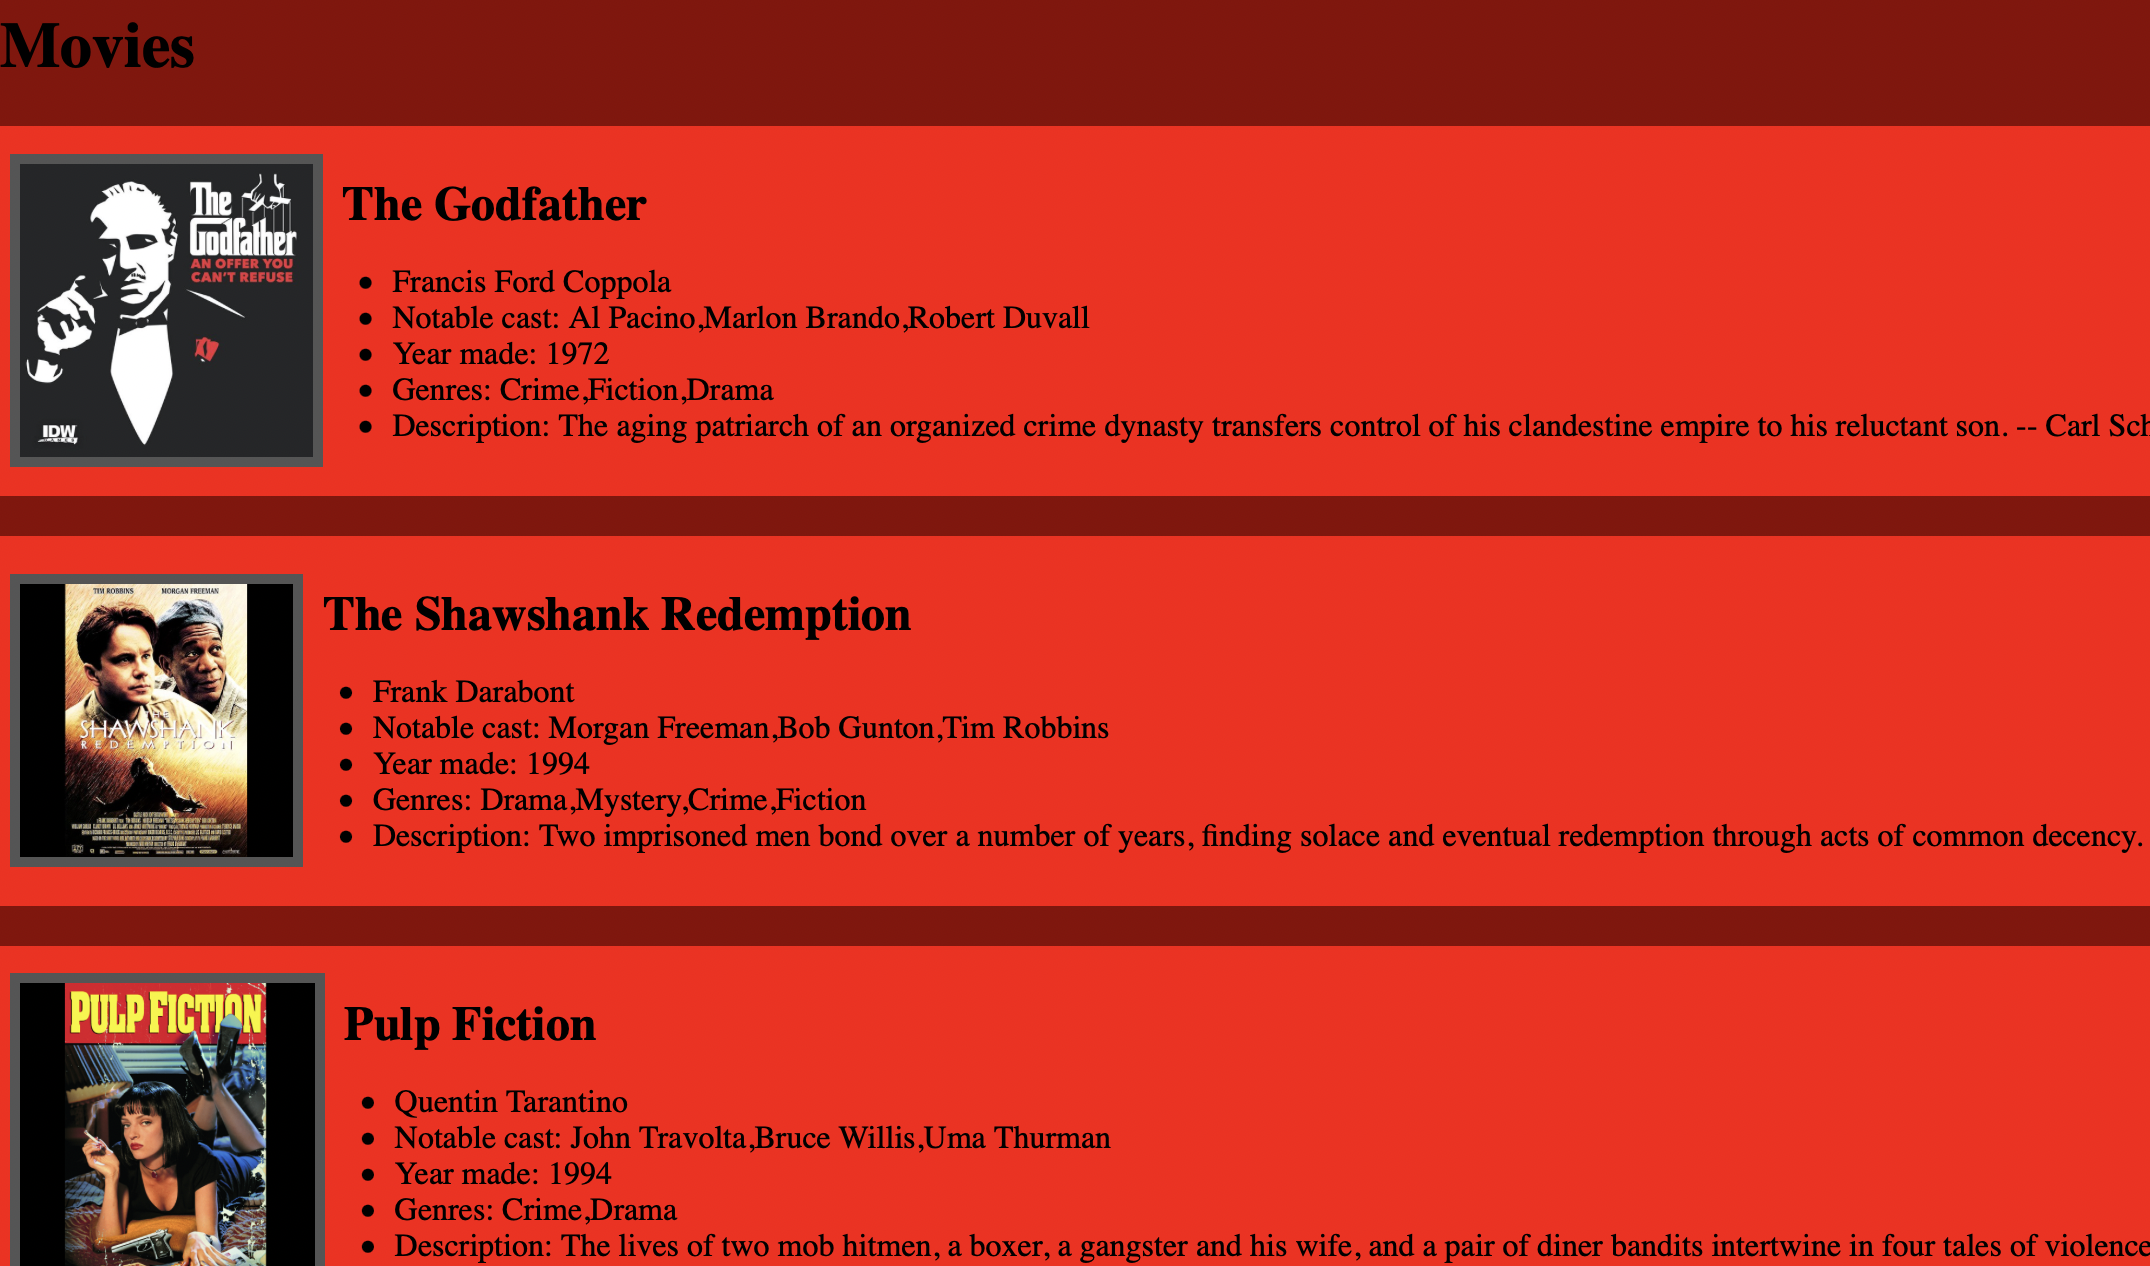 Movies
The
Godfather
AN OFFER YOU
CAN'T REFUSE
IDW
GAMES
The Godfather
Francis Ford Coppola
Notable cast: Al Pacino,Marlon Brando,Robert Duvall
Year made: 1972
Genres: Crime,Fiction,Drama
Description: The aging patriarch of an organized crime dynasty transfers control of his clandestine empire to his reluctant son. -- Carl Sch
TIM ROBBINS MORGAN FREEMAN
THE
SHAWSHANK
REDEMPTION
The Shawshank Redemption
Frank Darabont
Notable cast: Morgan Freeman,Bob Gunton,Tim Robbins
Year made: 1994
Genres: Drama,Mystery,Crime,Fiction
Description: Two imprisoned men bond over a number of years, finding solace and eventual redemption through acts of common decency.
PULP FICTION
Pulp Fiction
Quentin Tarantino
Notable cast: John Travolta,Bruce Willis,Uma Thurman
Year made: 1994
Genres: Crime,Drama
Description: The lives of two mob hitmen, a boxer, a gangster and his wife, and a pair of diner bandits intertwine in four tales of violence